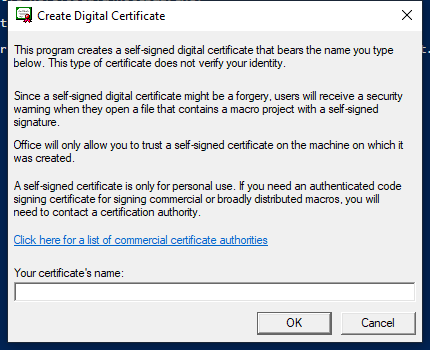 Create Digital Certificate
This program creates a self-signed digital certificate that bears the name you type
below. This type of certificate does not verify your identity.
Since a self-signed digital certificate might be a forgery, users will receive a security
warning when they open a file that contains a macro project with a self-signed
signature.
Office will only allow you to trust a self-signed certificate on the machine on which it
was created.
A self-signed certificate is only for personal use. If you need an authenticated code
signing certificate for signing commercial or broadly distributed macros, you will
need to contact a certification authority.
Click here for a list of commercial certificate authorities
Your certificate's name:
OK Cancel